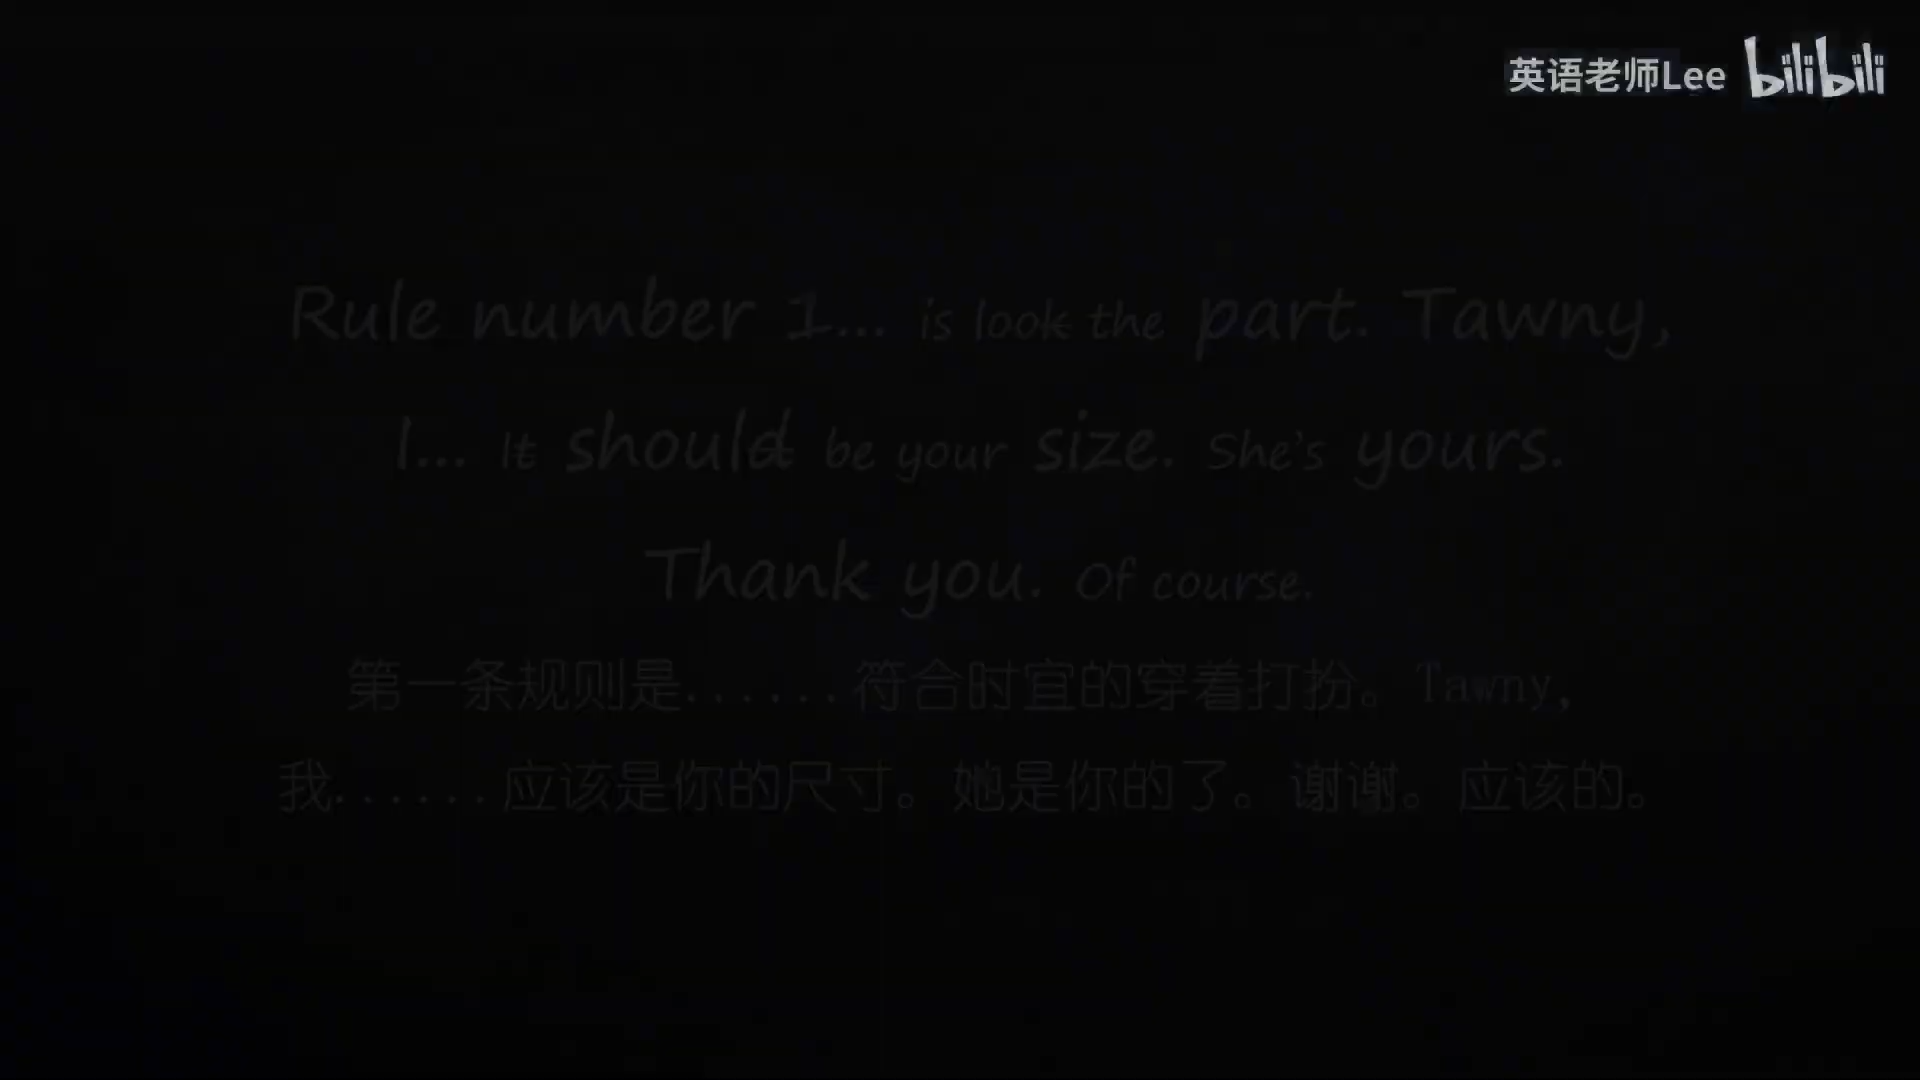 英语老师Lee bilibili
Rule number 1... is look the part. Tawny,
I... It should be your size. She's yours.
Thank you. Of course.
第一条规则是......符合时宜的穿着打扮。Tawny,
我......应该是你的尺寸。她是你的了。谢谢。应该的。